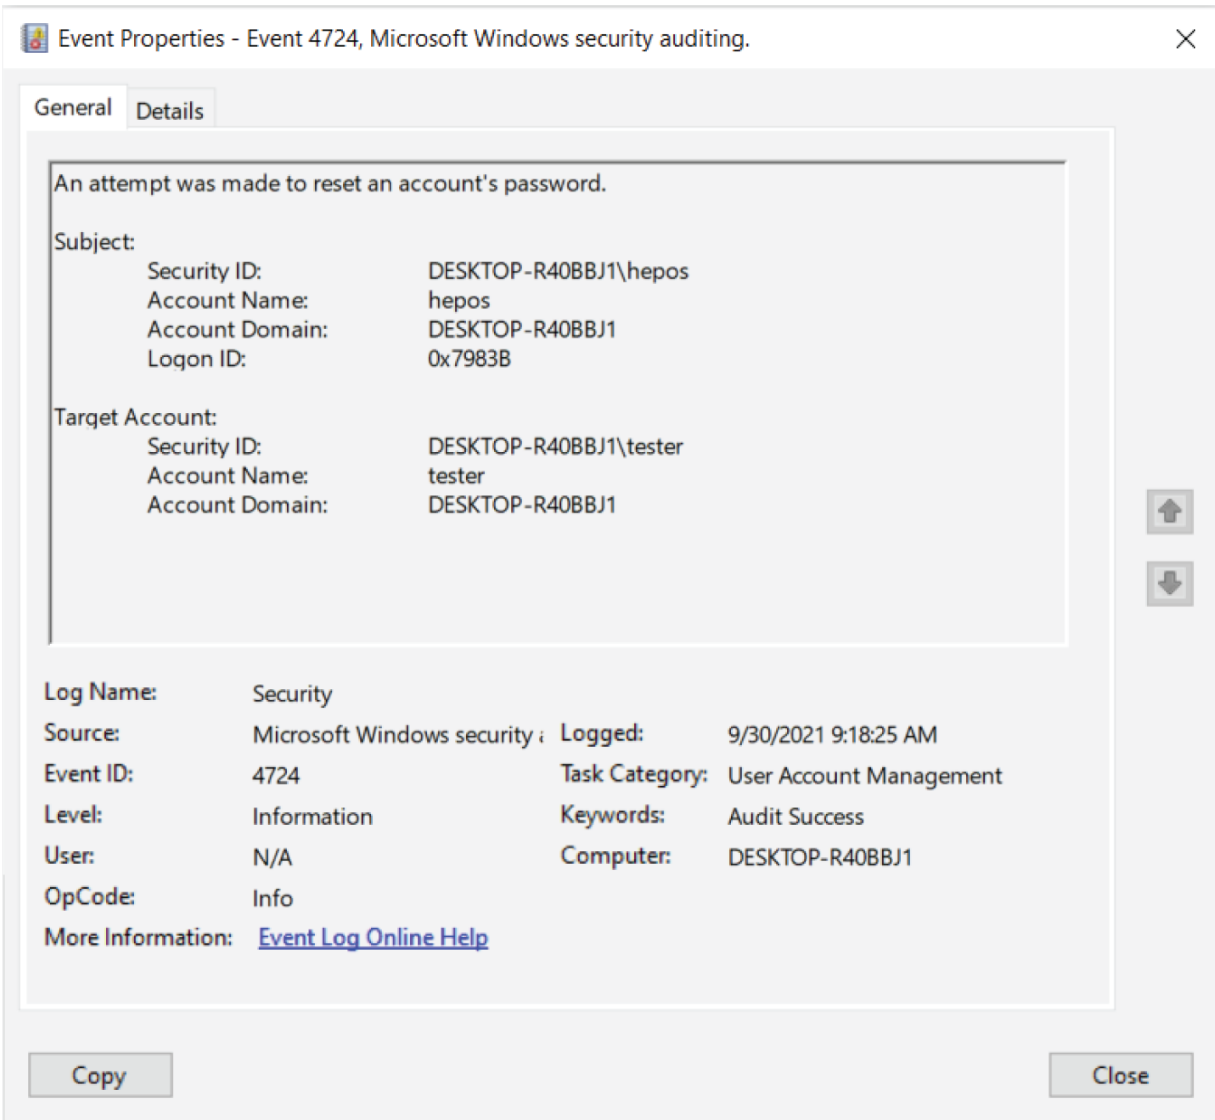 Event Properties - Event 4724, Microsoft Windows security auditing.
General Details
An attempt was made to reset an account's password.
Subject:
Security ID: DESKTOP-R40BBJ1\hepos
Account Name: hepos
Account Domain: DESKTOP-R40BBJ1
Logon ID: 0x7983B
Target Account:
Security ID: DESKTOP-R40BBJ1\tester
Account Name: tester
Account Domain: DESKTOP-R40BBJ1
Log Name: Security
Source: Microsoft Windows security Logged: 9/30/2021 9:18:25 AM
Event ID: 4724 Task Category: User Account Management
Level: Information Keywords: Audit Success
User: N/A Computer: DESKTOP-R40BBJ1
OpCode: Info
More Information: Event Log Online Help
Copy Close